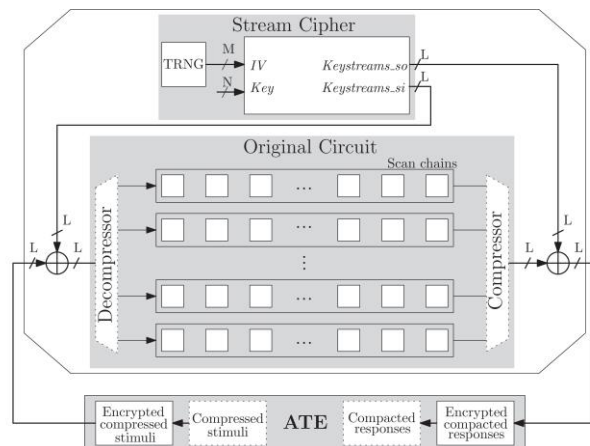 Stream Cipher
TRNG
M
N
IV
Key
Keystreams_so
Keystreams_si
L
L
Original Circuit
Scan chains
...
...
...
...
...
Decompressor
Compressor
L
L
L
L
L
L
Encrypted
compressed
stimuli
Compressed
stimuli
ATE
Compacted
responses
Encrypted
compacted
responses